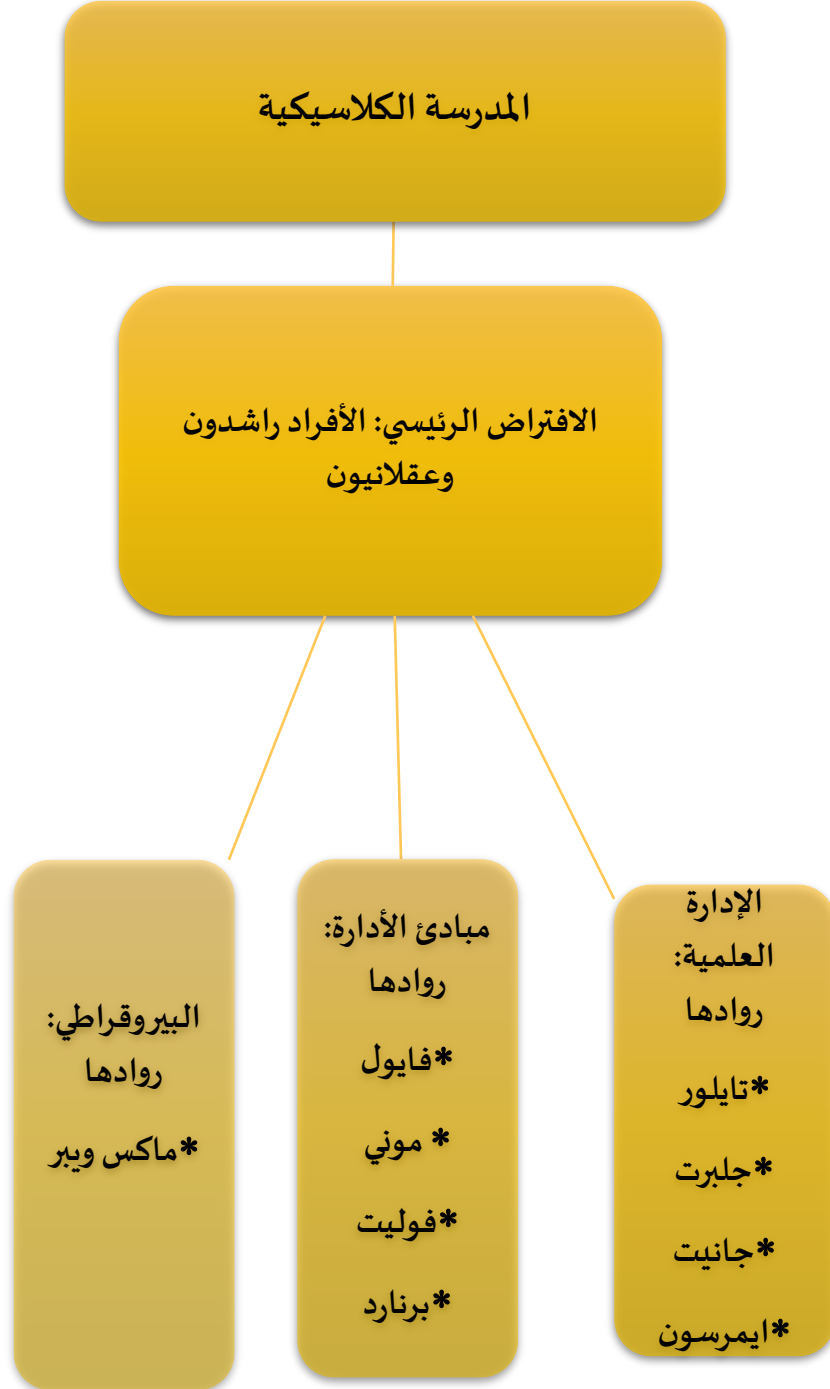 المدرسة الكلاسيكية
الافتراض الرئيسي: الأفراد راشدون
وعقلانيون
الإدارة
العلمية:
روادها
*تايلور
*جلبرت
*جانيت
*ايمرسون
مبادئ الأدارة:
روادها
*فايول
* موني
*فوليت
*برنارد
البيروقراطي:
روادها
*ماكس ويبر